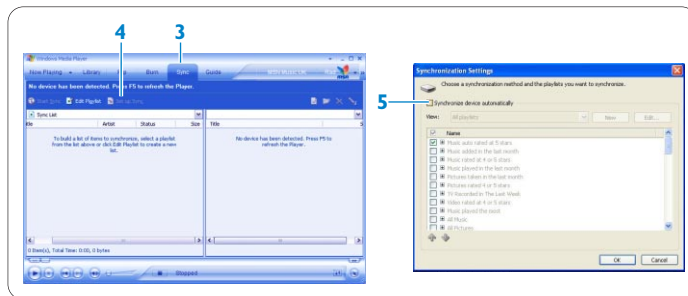 4
3
Windows Media Player
Now Playing
Library
Burn
Sync
Guide
msn
No device has been detected. Press F5 to refresh the Player.
Start Sync
Edit Playlist
Set up Sync
Sync List
Artist
Status
Size
Title
To build a list of items to synchronize, select a playlist
from the list above or click Edit Playlist to create a new
list.
No device has been detected. Press F5 to
refresh the Player.
0 Item(s), Total Time: 0:00, 0 bytes
Stopped
5
Synchronization Settings
Choose a synchronization method and the playlists you want to synchronize.
Synchronize device automatically
View:
All playlists
New
Edit...
Name
Music auto rated at 5 stars
Music added in the last month
Music rated at 4 or 5 stars
Music played in the last month
Pictures taken in the last month
Pictures rated 4 or 5 stars
TV Recorded In The Last Week
Video rated at 4 or 5 stars
Music played the most
All Music
All Pictures
OK
Cancel